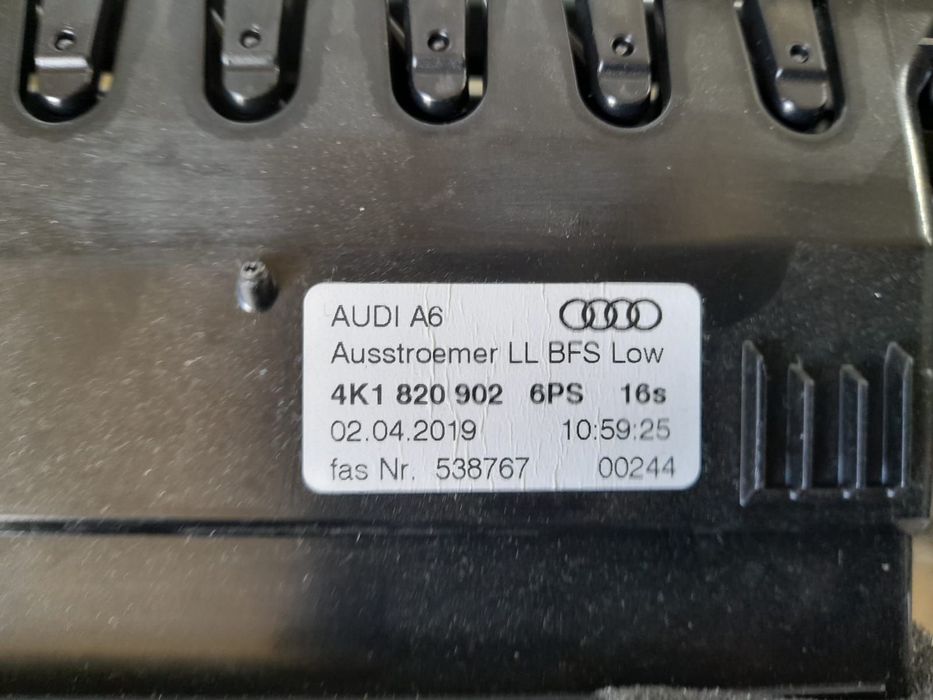 AUDI A6
Ausstroemer LL BFS Low
4K1 820 902 6PS 16s
02.04.2019 10:59:25
fas Nr. 538767 00244